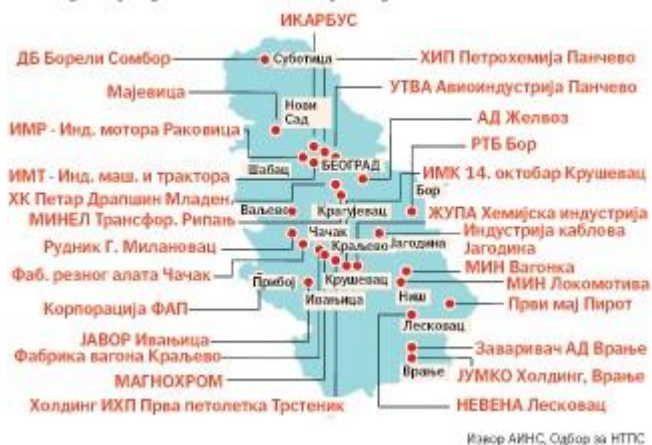 ИКАРБУС
ДБ Борели Сомбор
Суботица
ХИП Петрохемија Панчево
Мајевица
УТВА Авиоиндустрија Панчево
Нови
Сад
АД Желвоз
ИМР - Инд. мотора Раковица
РТБ Бор
ИМТ - Инд. маш. и трактора
Шабац
БЕОГРАД
ИМК 14. октобар Крушевац
ХК Петар Драпшин Младен.
Бор
МИНЕЛ Трансфор. Рипањ
Ваљево
Крагујевац
ЖУПА Хемијска индустрија
Чачак
Индустрија каблова
Јагодина
Рудник Г. Милановац
Краљево
Јагодина
Фаб. резног алата Чачак
МИН Вагонка
Прибој
Крушевац
МИН Локомотива
Корпорација ФАП
Ивањица
Ниш
Први мај Пирот
Лесковац
ЈАВОР Ивањица
Фабрика вагона Краљево
Заваривач АД Врање
Врање
МАГНОХРОМ
ЈУМКО Холдинг, Врање
Холдинг ИХП Прва петолетка Трстеник
НЕВЕНА Лесковац
Извор АИНС, Одбор за НТПС